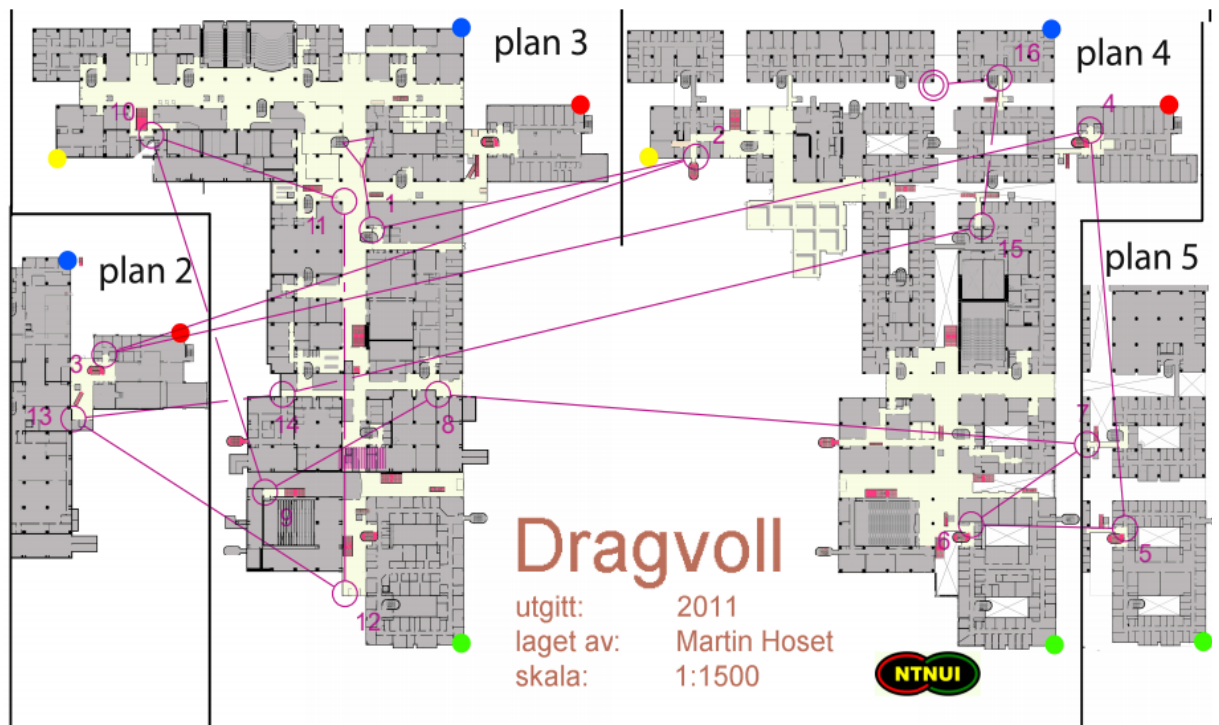 plan 3
plan 4
16
10
2
4
1
11
15
plan 2
plan 5
3
13
14
8
7
9
6
5
12
Dragvoll
utgitt: 2011
laget av: Martin Hoset
skala: 1:1500
NTNUI